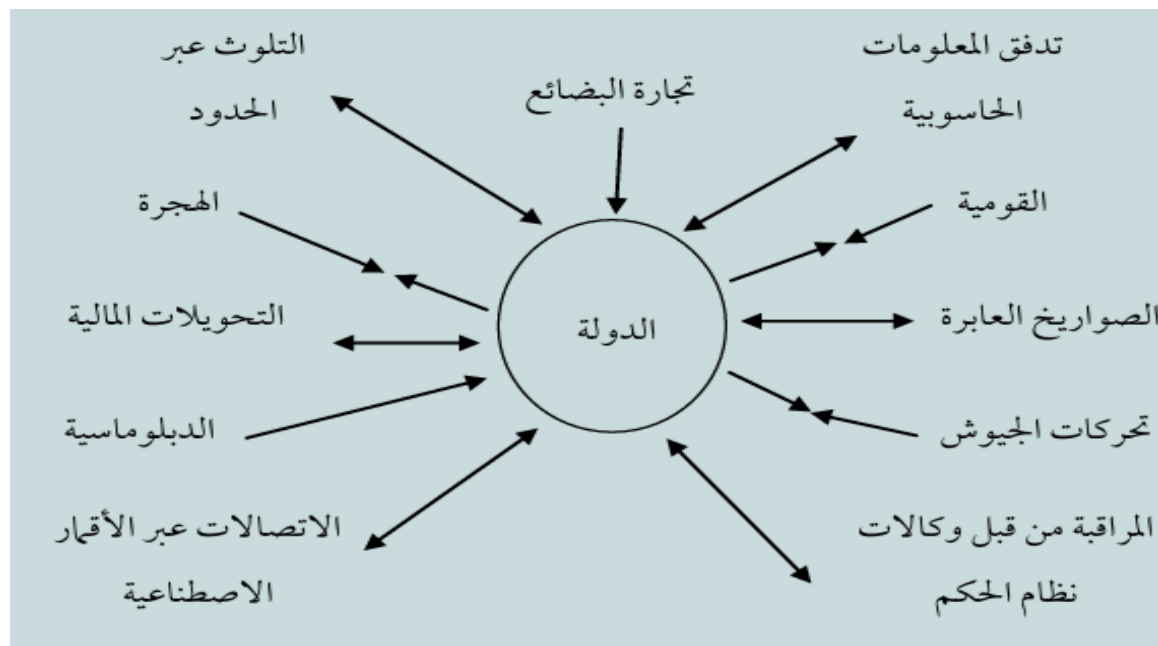 تدفق المعلومات
الحاسوبية
تجارة البضائع
التلوث عبر
الحدود
القومية
الهجرة
الصواريخ العابرة
الدولة
التحويلات المالية
تحركات الجيوش
الدبلوماسية
المراقبة من قبل وكالات
نظام الحكم
الاتصالات عبر الأقمار
الاصطناعية